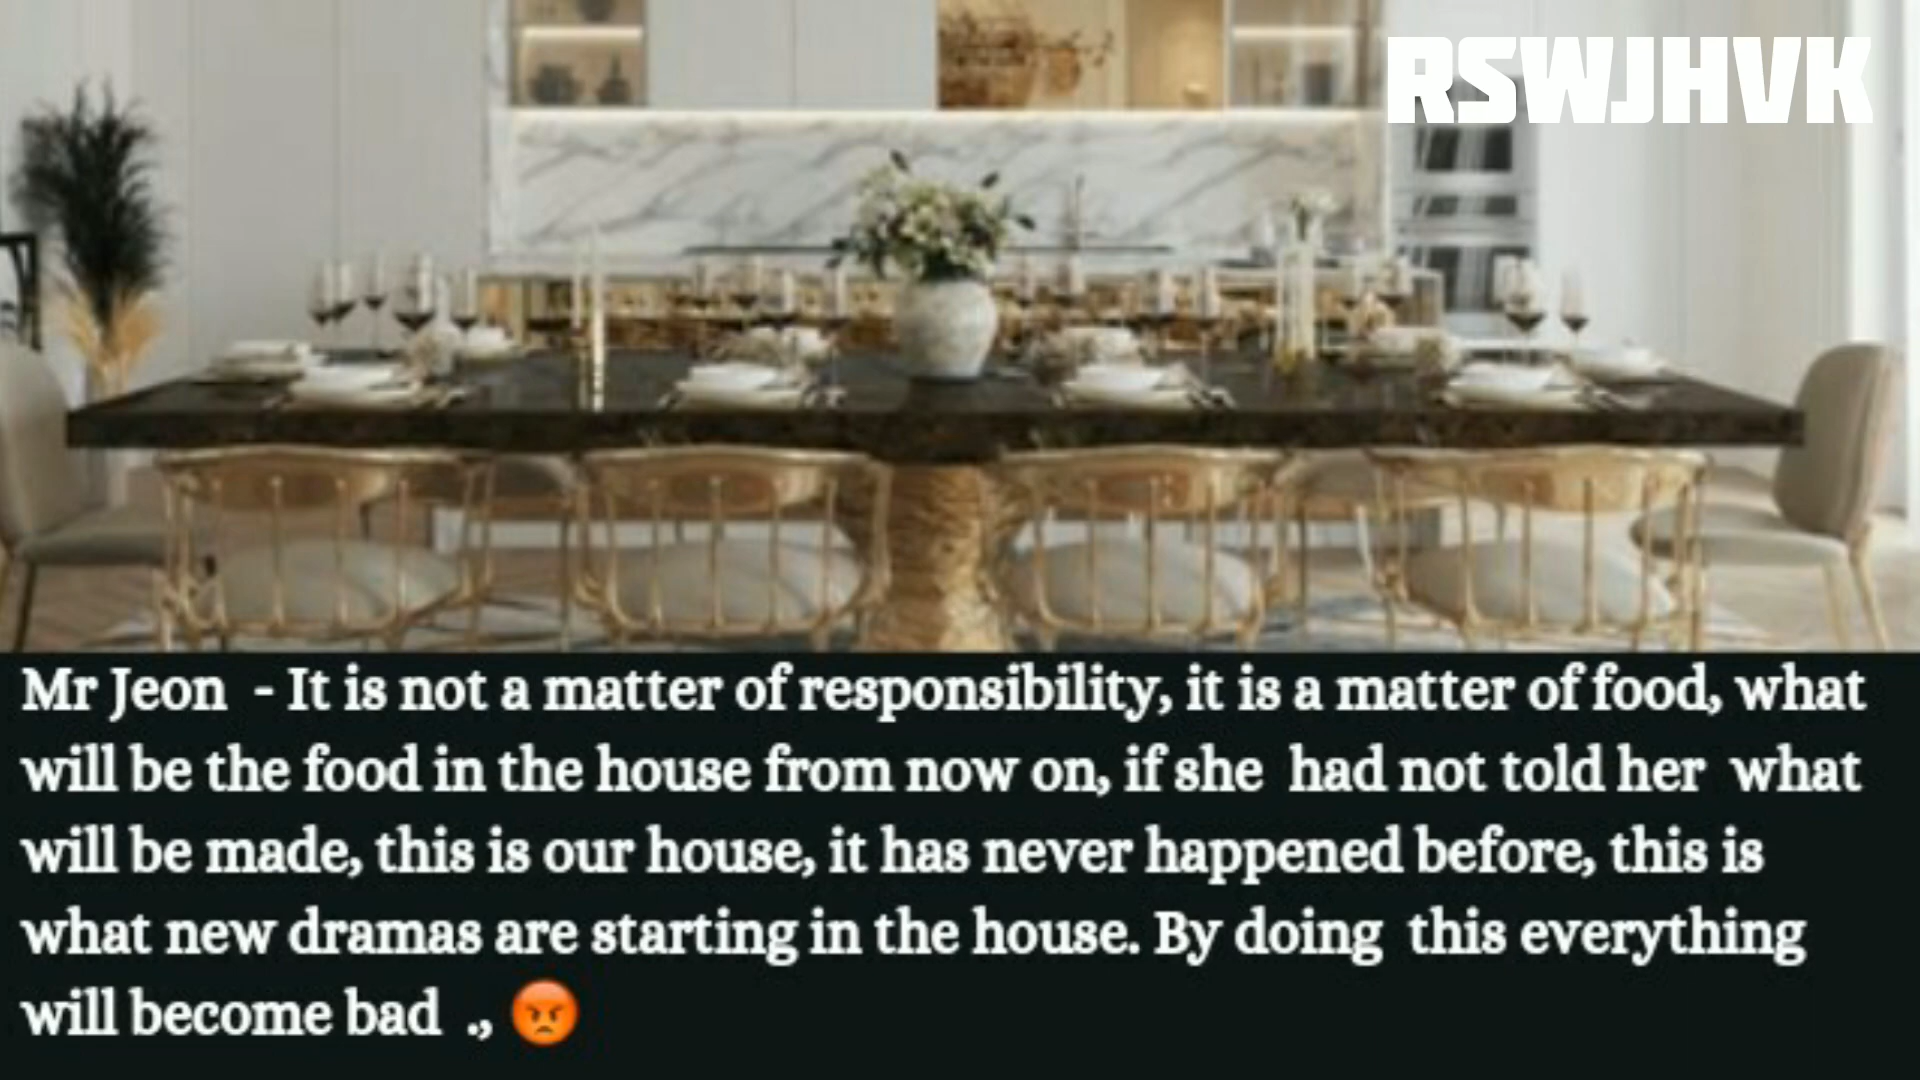 RSWJHVK
Mr Jeon  - It is not a matter of responsibility, it is a matter of food, what
will be the food in the house from now on, if she  had not told her  what
will be made, this is our house, it has never happened before, this is
what new dramas are starting in the house. By doing  this everything
will become bad  ., 😡